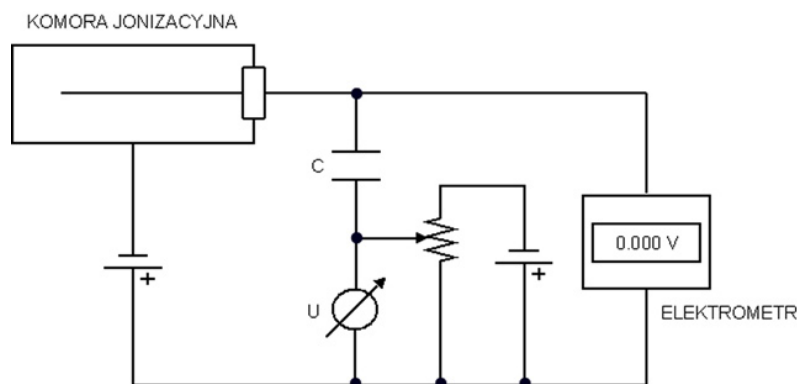 KOMORA JONIZACYJNA
C
0.000 V
+
+
U
ELEKTROMETR